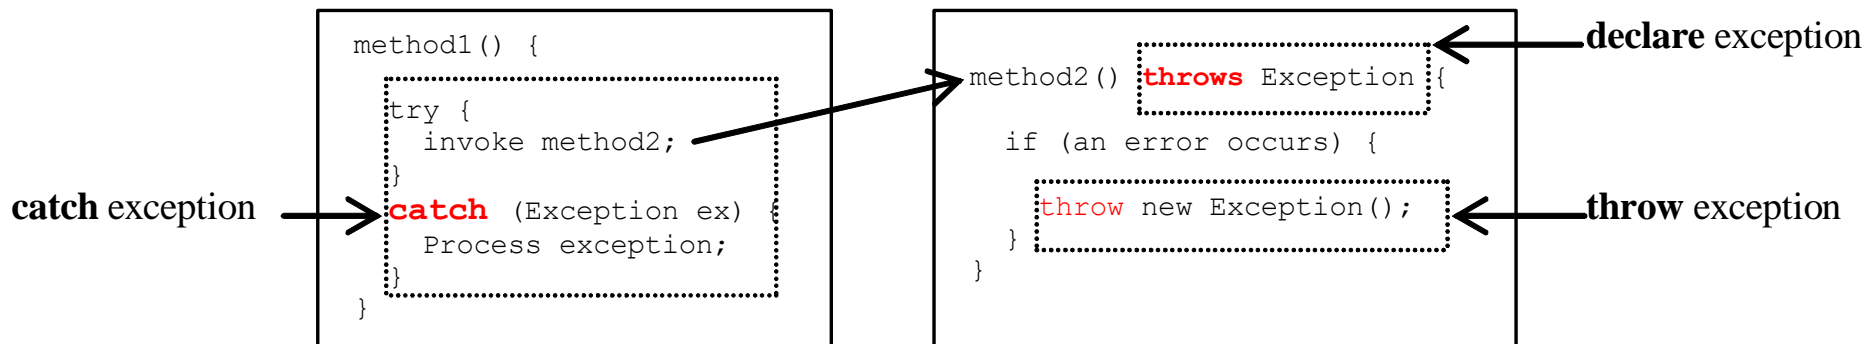 catch exception
method1() {
try {
invoke method2;
}
catch (Exception ex) {
Process exception;
}
}
method2() throws Exception {
if (an error occurs) {
throw new Exception();
}
}
declare exception
throw exception